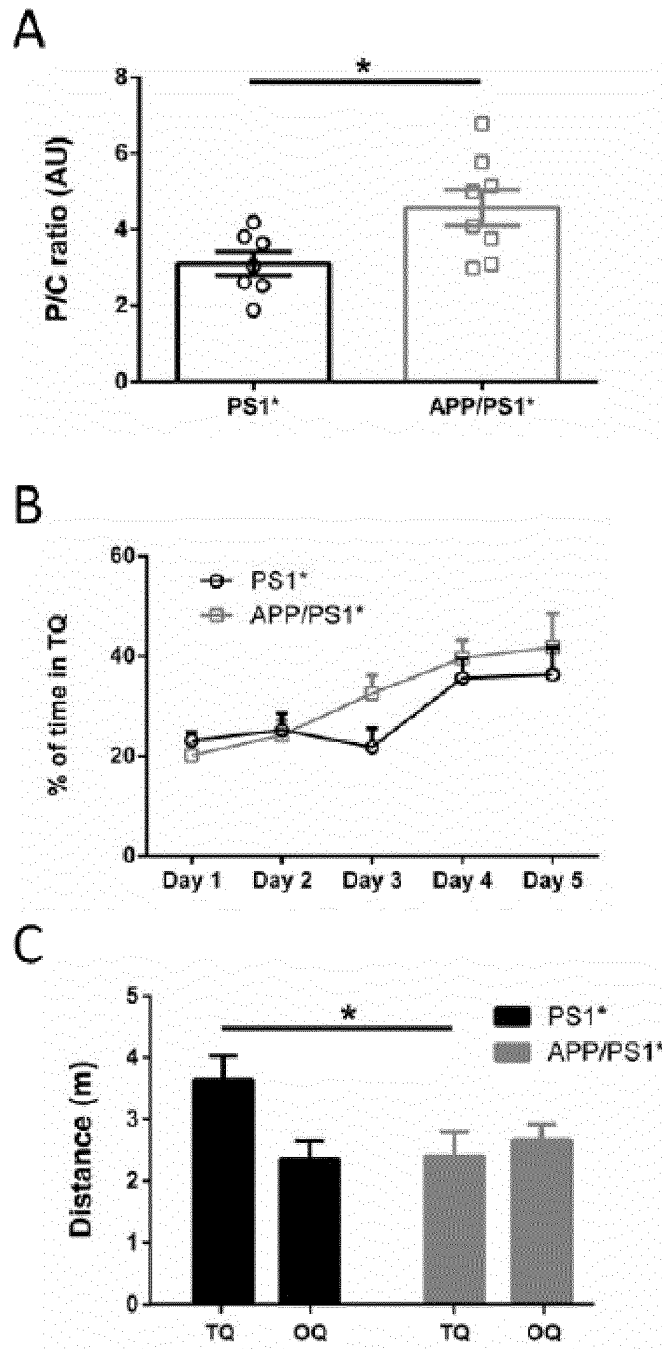 A
*
8
6
4
2
0
P/C ratio (AU)
PS1*
APP/PS1*
B
60
40
20
0
% of time in TQ
PS1*
APP/PS1*
Day 1
Day 2
Day 3
Day 4
Day 5
C
5
4
3
2
1
0
Distance (m)
*
PS1*
APP/PS1*
TQ
OQ
TQ
OQ